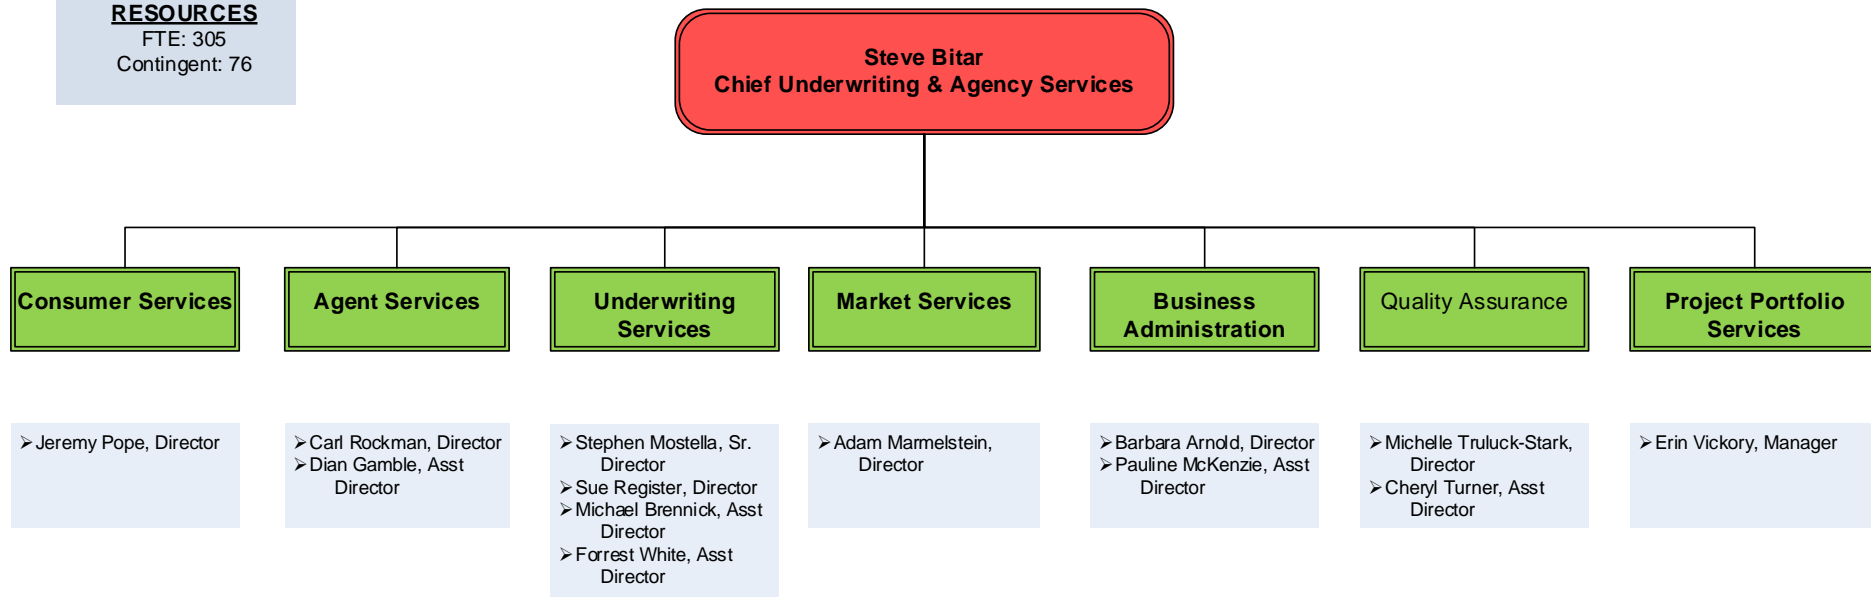 RESOURCES
FTE: 305
Contingent: 76
Steve Bitar
Chief Underwriting & Agency Services
Consumer Services
Agent Services
Underwriting
Services
Market Services
Business
Administration
Quality Assurance
Project Portfolio
Services
➢Jeremy Pope, Director
➢Carl Rockman, Director
➢Dian Gamble, Asst
Director
➢Stephen Mostella, Sr.
Director
➢Sue Register, Director
➢Michael Brennick, Asst
Director
➢Forrest White, Asst
Director
➢Adam Marmelstein,
Director
➢Barbara Arnold, Director
➢Pauline McKenzie, Asst
Director
➢Michelle Truluck-Stark,
Director
➢Cheryl Turner, Asst
Director
➢Erin Vickory, Manager